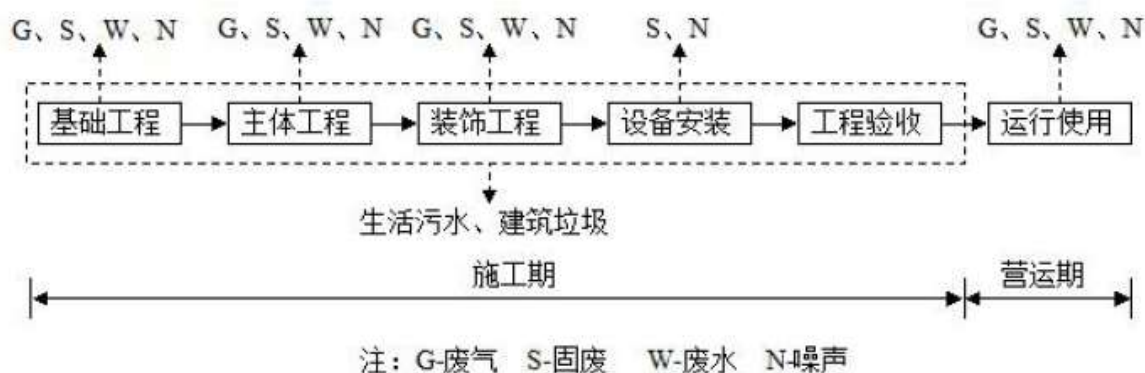 G、S、W、N G、S、W、N G、S、W、N S、N G、S、W、N
基础工程 主体工程 装饰工程 设备安装 工程验收 运行使用
生活污水、建筑垃圾
施工期 营运期
注：G-废气 S-固废 W-废水 N-噪声